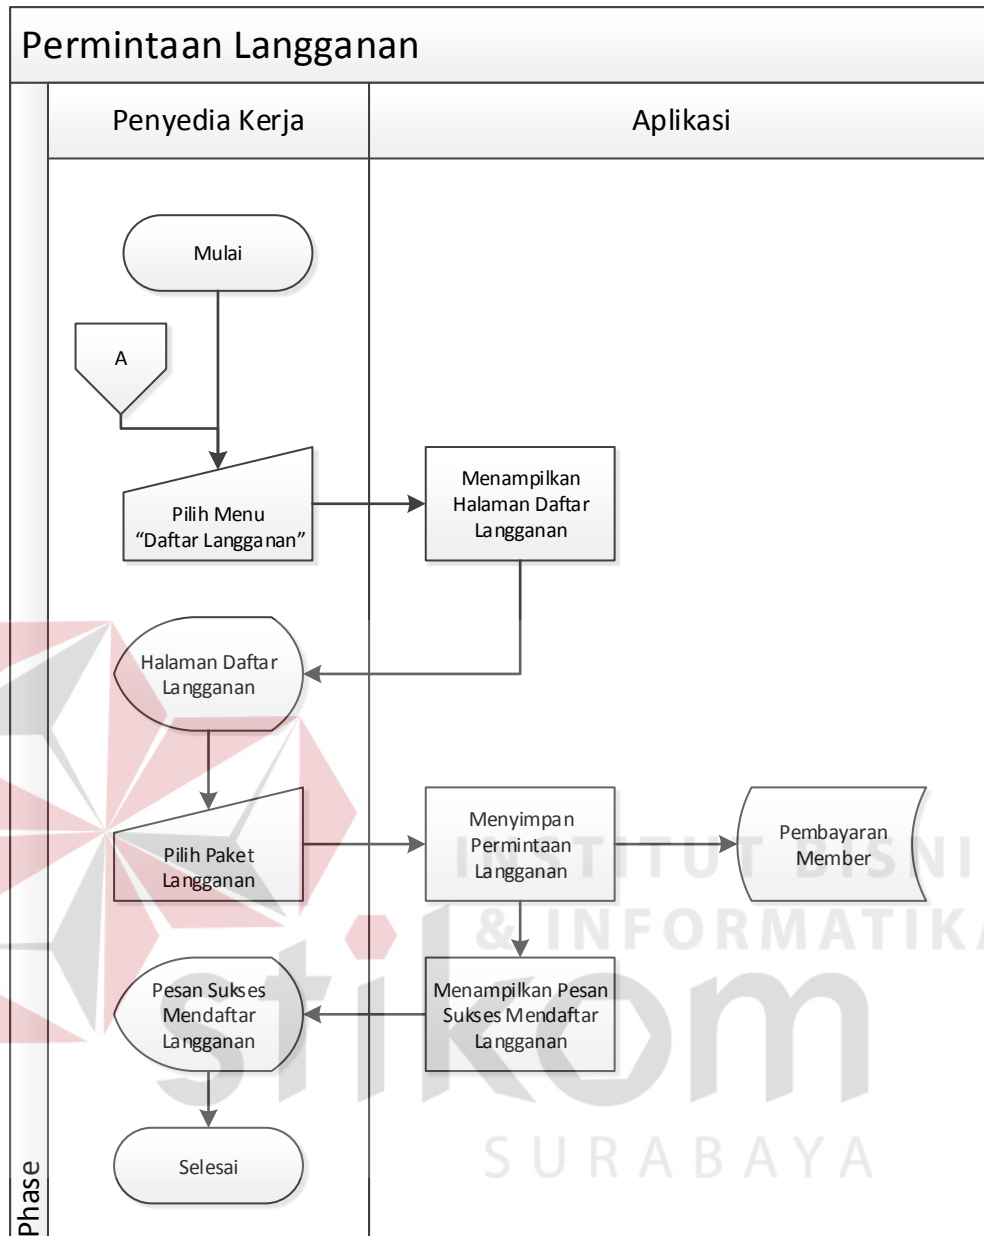 Permintaan Langganan
Penyedia Kerja
Aplikasi
Mulai
A
Pilih Menu
“Daftar Langganan”
Menampilkan
Halaman Daftar
Langganan
Halaman Daftar
Langganan
Pilih Paket
Langganan
Menyimpan
Permintaan
Langganan
Pembayaran
Member
Pesan Sukses
Mendaftar
Langganan
Menampilkan Pesan
Sukses Mendaftar
Langganan
Selesai
Phase
INSTITUT BISNI
& INFORMATIKA
stikom
SURABAYA